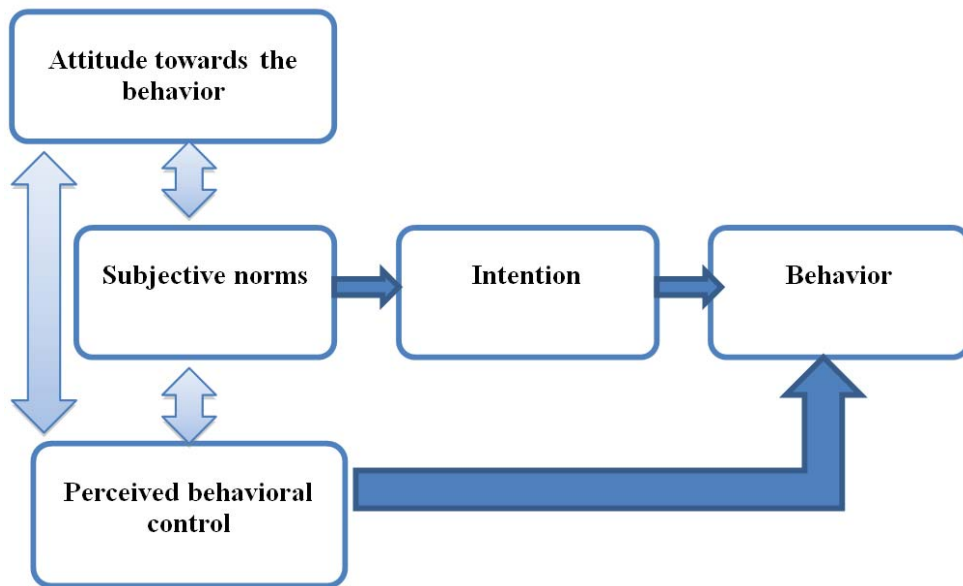 Attitude towards the
behavior
Subjective norms
Intention
Behavior
Perceived behavioral
control